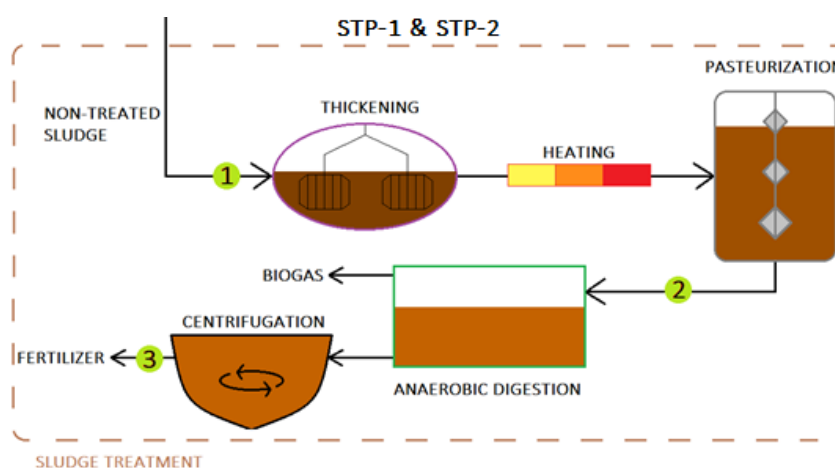 STP-1 & STP-2
PASTEURIZATION
NON-TREATED
SLUDGE
THICKENING
HEATING
1
2
BIOGAS
CENTRIFUGATION
FERTILIZER
3
ANAEROBIC DIGESTION
SLUDGE TREATMENT